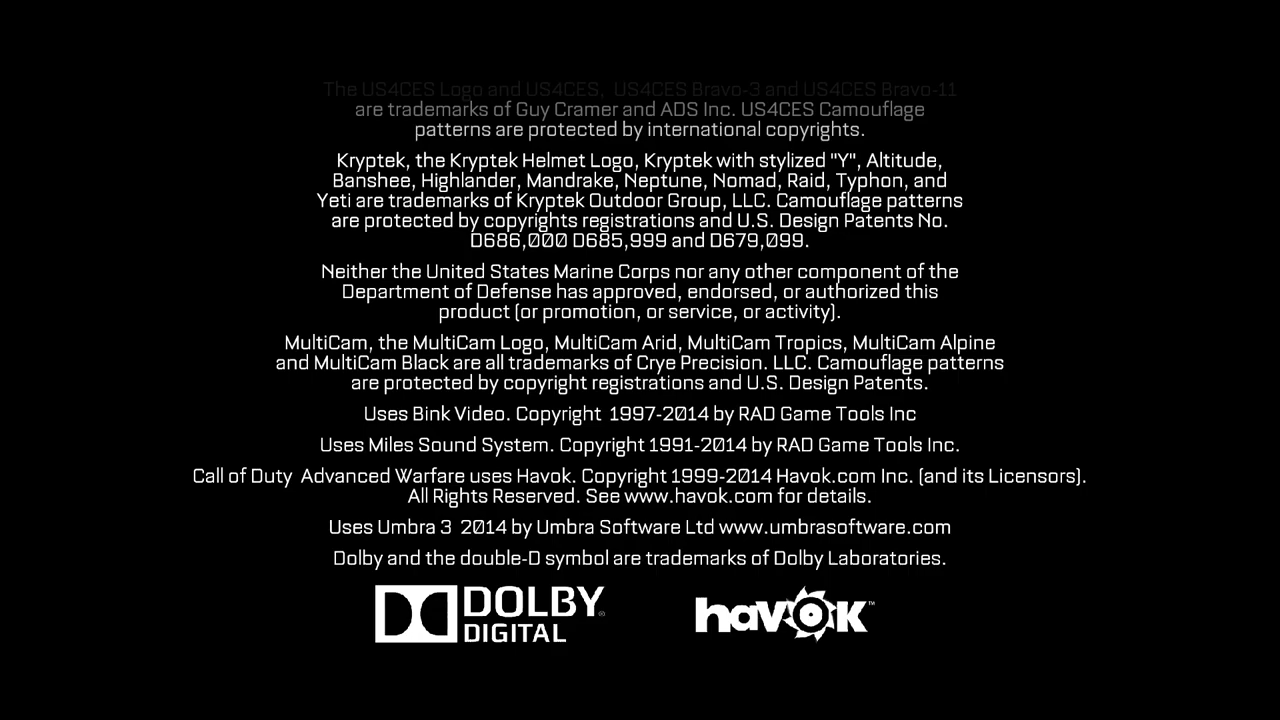 The US4CES Logo and US4CES, US4CES Bravo-3 and US4CES Bravo-11
are trademarks of Guy Cramer and ADS Inc. US4CES Camouflage
patterns are protected by international copyrights.
Kryptek, the Kryptek Helmet Logo, Kryptek with stylized "Y", Altitude,
Banshee, Highlander, Mandrake, Neptune, Nomad, Raid, Typhon, and
Yeti are trademarks of Kryptek Outdoor Group, LLC. Camouflage patterns
are protected by copyrights registrations and U.S. Design Patents No.
D686,000 D685,999 and D679,099.
Neither the United States Marine Corps nor any other component of the
Department of Defense has approved, endorsed, or authorized this
product (or promotion, or service, or activity).
MultiCam, the MultiCam Logo, MultiCam Arid, MultiCam Tropics, MultiCam Alpine
and MultiCam Black are all trademarks of Crye Precision. LLC. Camouflage patterns
are protected by copyright registrations and U.S. Design Patents.
Uses Bink Video. Copyright 1997-2014 by RAD Game Tools Inc
Uses Miles Sound System. Copyright 1991-2014 by RAD Game Tools Inc.
Call of Duty Advanced Warfare uses Havok. Copyright 1999-2014 Havok.com Inc. (and its Licensors).
All Rights Reserved. See www.havok.com for details.
Uses Umbra 3 2014 by Umbra Software Ltd www.umbrasoftware.com
Dolby and the double-D symbol are trademarks of Dolby Laboratories.
DOLBY®
DIGITAL
havok™